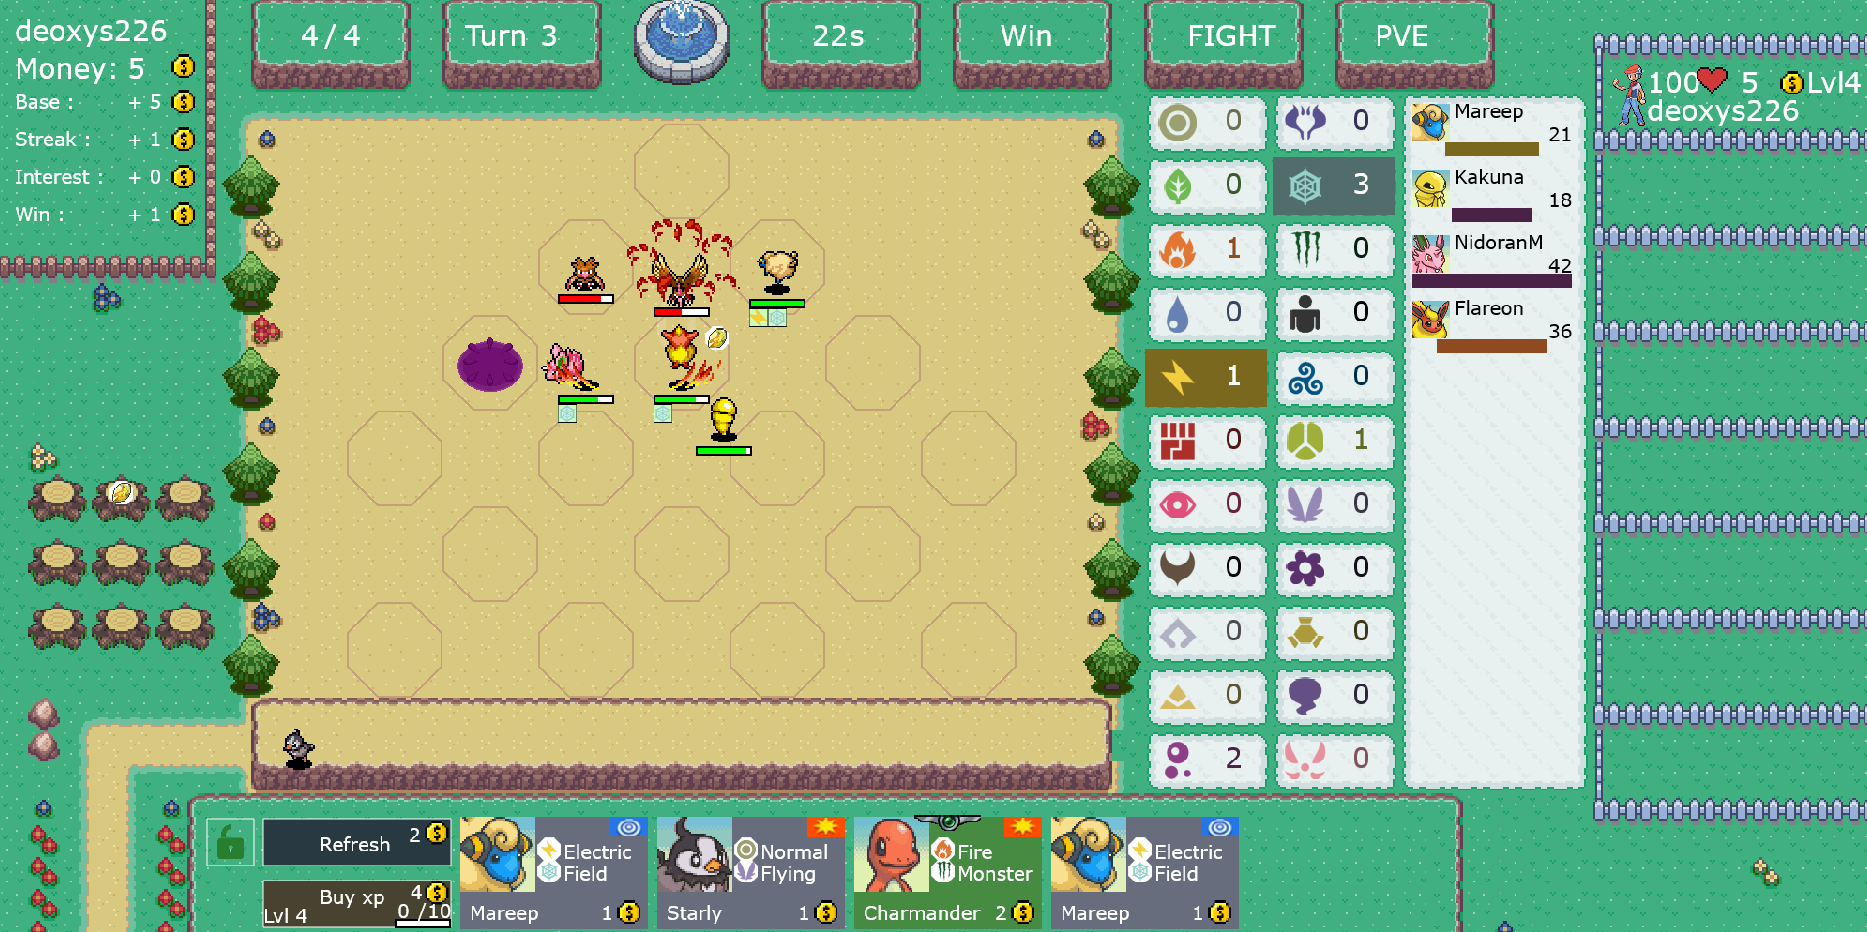 deoxys226
Money: 5
Base : + 5
Streak : + 1
Interest : + 0
Win : + 1
4 / 4
Turn 3
22s
Win
FIGHT
PVE
100 5 Lvl4
deoxys226
0 0
0 3
1 0
0 0
1 0
0 1
0 0
0 0
0 0
0 0
2 0
Mareep
21
Kakuna
18
NidoranM
42
Flareon
36
Refresh 2
Buy xp 4
Lvl 4 0 /10
Electric
Field
Mareep 1
Normal
Flying
Starly 1
Fire
Monster
Charmander 2
Electric
Field
Mareep 1